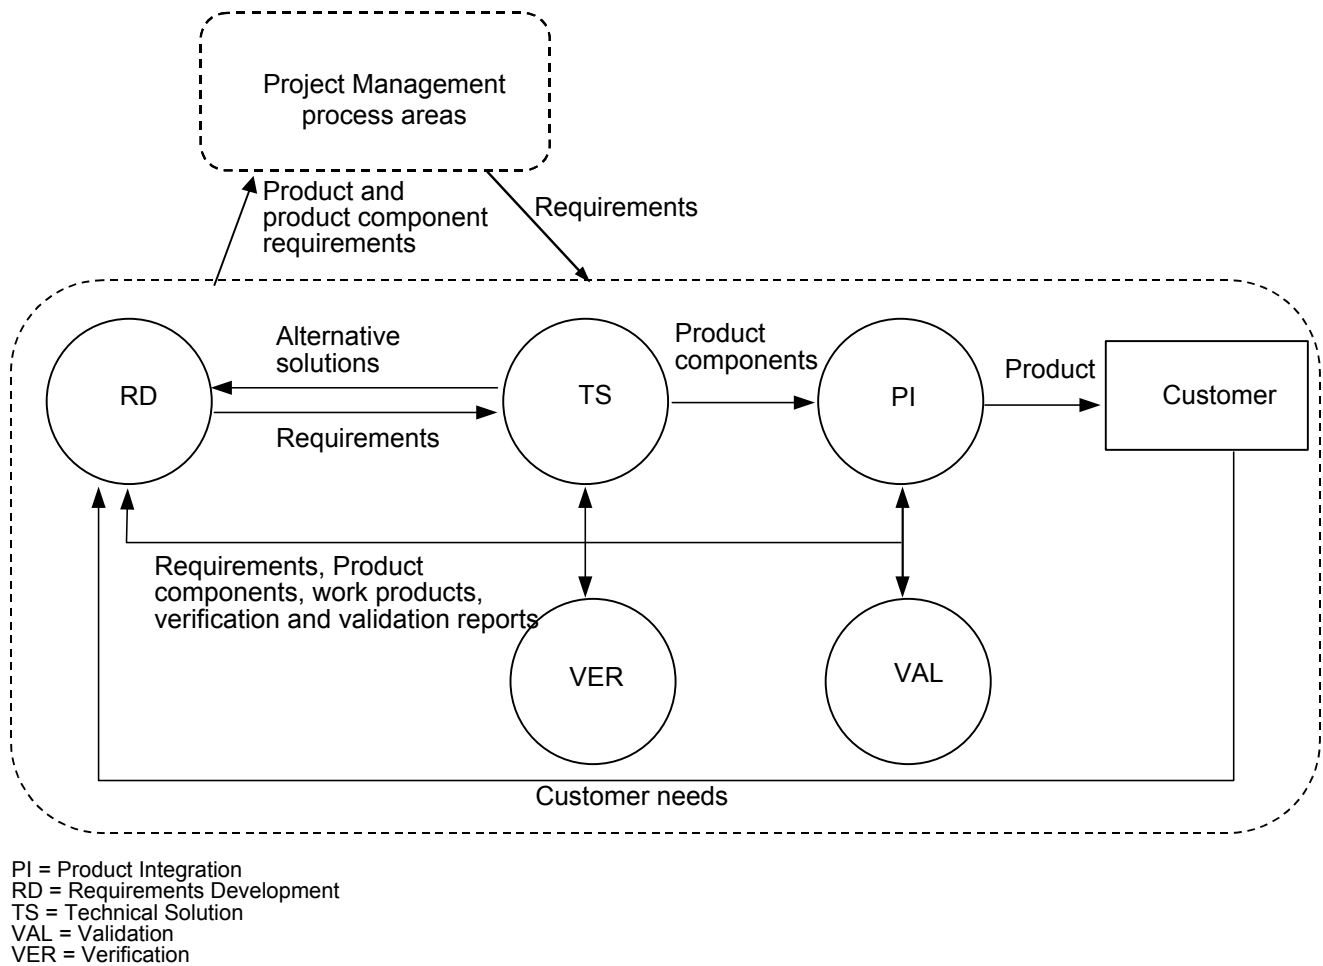 Project Management
process areas
Product and
product component
requirements
Requirements
Alternative
solutions
Product
components
Product
RD
TS
PI
Customer
Requirements
Requirements, Product
components, work products,
verification and validation reports
VER
VAL
Customer needs
PI = Product Integration
RD = Requirements Development
TS = Technical Solution
VAL = Validation
VER = Verification